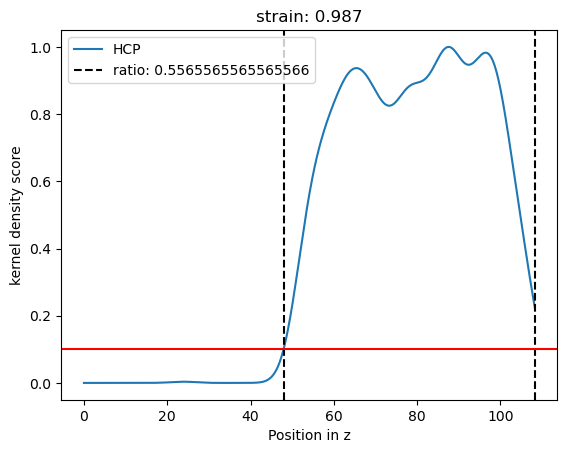 strain: 0.987
HCP
ratio: 0.5565565565565566
kernel density score
1.0
0.8
0.6
0.4
0.2
0.0
0 20 40 60 80 100
Position in z